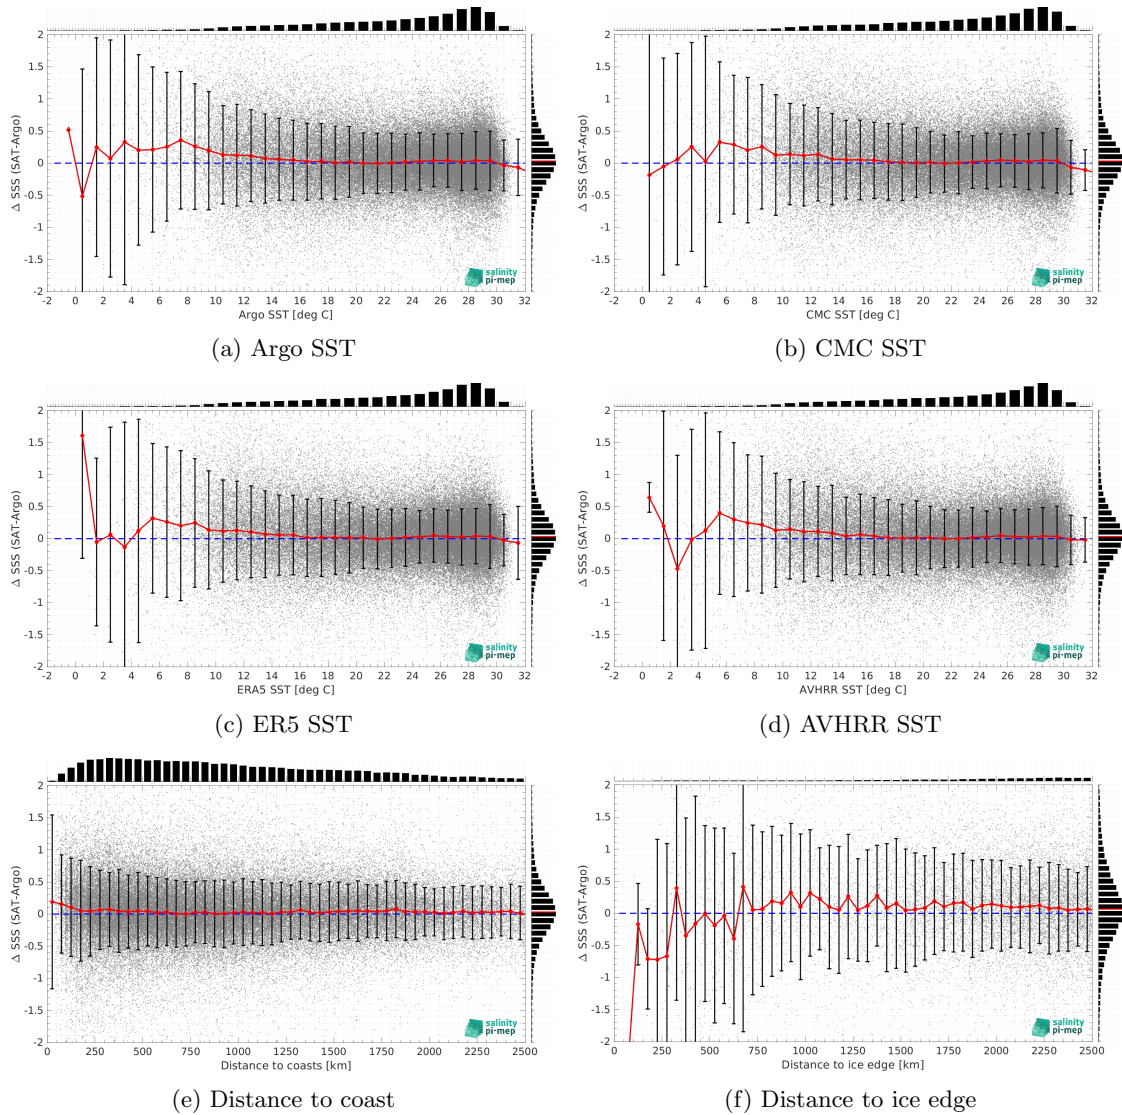 2
1.5
1
0.5
0
-0.5
-1
-1.5
-2
Δ SSS (SAT-Argo)
-2 0 2 4 6 8 10 12 14 16 18 20 22 24 26 28 30 32
Argo SST [deg C]
salinity
pi-mep
(a) Argo SST
2
1.5
1
0.5
0
-0.5
-1
-1.5
-2
Δ SSS (SAT-Argo)
-2 0 2 4 6 8 10 12 14 16 18 20 22 24 26 28 30 32
CMC SST [deg C]
salinity
pi-mep
(b) CMC SST
2
1.5
1
0.5
0
-0.5
-1
-1.5
-2
Δ SSS (SAT-Argo)
-2 0 2 4 6 8 10 12 14 16 18 20 22 24 26 28 30 32
ERA5 SST [deg C]
salinity
pi-mep
(c) ER5 SST
2
1.5
1
0.5
0
-0.5
-1
-1.5
-2
Δ SSS (SAT-Argo)
-2 0 2 4 6 8 10 12 14 16 18 20 22 24 26 28 30 32
AVHRR SST [deg C]
salinity
pi-mep
(d) AVHRR SST
2
1.5
1
0.5
0
-0.5
-1
-1.5
-2
Δ SSS (SAT-Argo)
0 250 500 750 1000 1250 1500 1750 2000 2250 2500
Distance to coasts [km]
salinity
pi-mep
(e) Distance to coast
2
1.5
1
0.5
0
-0.5
-1
-1.5
-2
Δ SSS (SAT-Argo)
0 250 500 750 1000 1250 1500 1750 2000 2250 2500
Distance to ice edge [km]
salinity
pi-mep
(f) Distance to ice edge